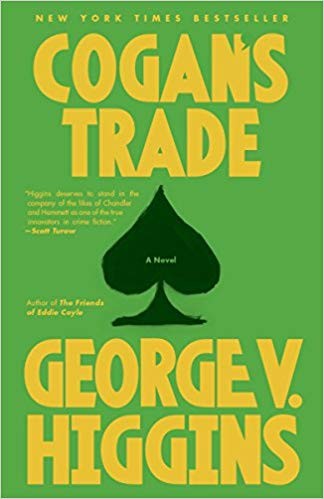 NEW YORK TIMES BESTSELLER
COGAN'S
TRADE
"Higgins deserves to stand in the
company of the likes of Chandler
and Hammett as one of the true
innovators in crime fiction."
—Scott Turow
A Novel
Author of The Friends
of Eddie Coyle
GEORGE V.
HIGGINS